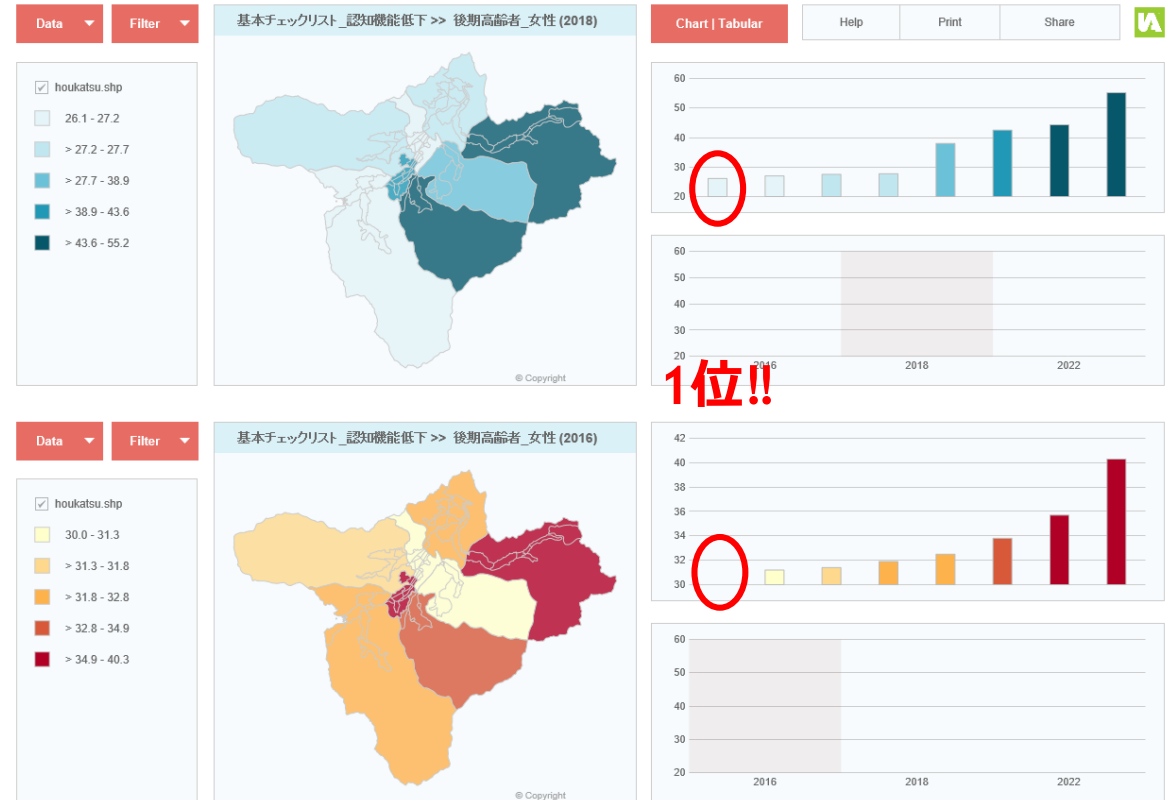 Data
Filter
基本チェックリスト_認知機能低下 >> 後期高齢者_女性 (2018)
Chart | Tabular
Help
Print
Share
IA
houkatsu.shp
26.1 - 27.2
> 27.2 - 27.7
> 27.7 - 38.9
> 38.9 - 43.6
> 43.6 - 55.2
© Copyright
60
50
40
30
20
60
50
40
30
20
2016
2018
2022
1位!!
Data
Filter
基本チェックリスト_認知機能低下 >> 後期高齢者_女性 (2016)
houkatsu.shp
30.0 - 31.3
> 31.3 - 31.8
> 31.8 - 32.8
> 32.8 - 34.9
> 34.9 - 40.3
© Copyright
42
40
38
36
34
32
30
60
50
40
30
20
2016
2018
2022